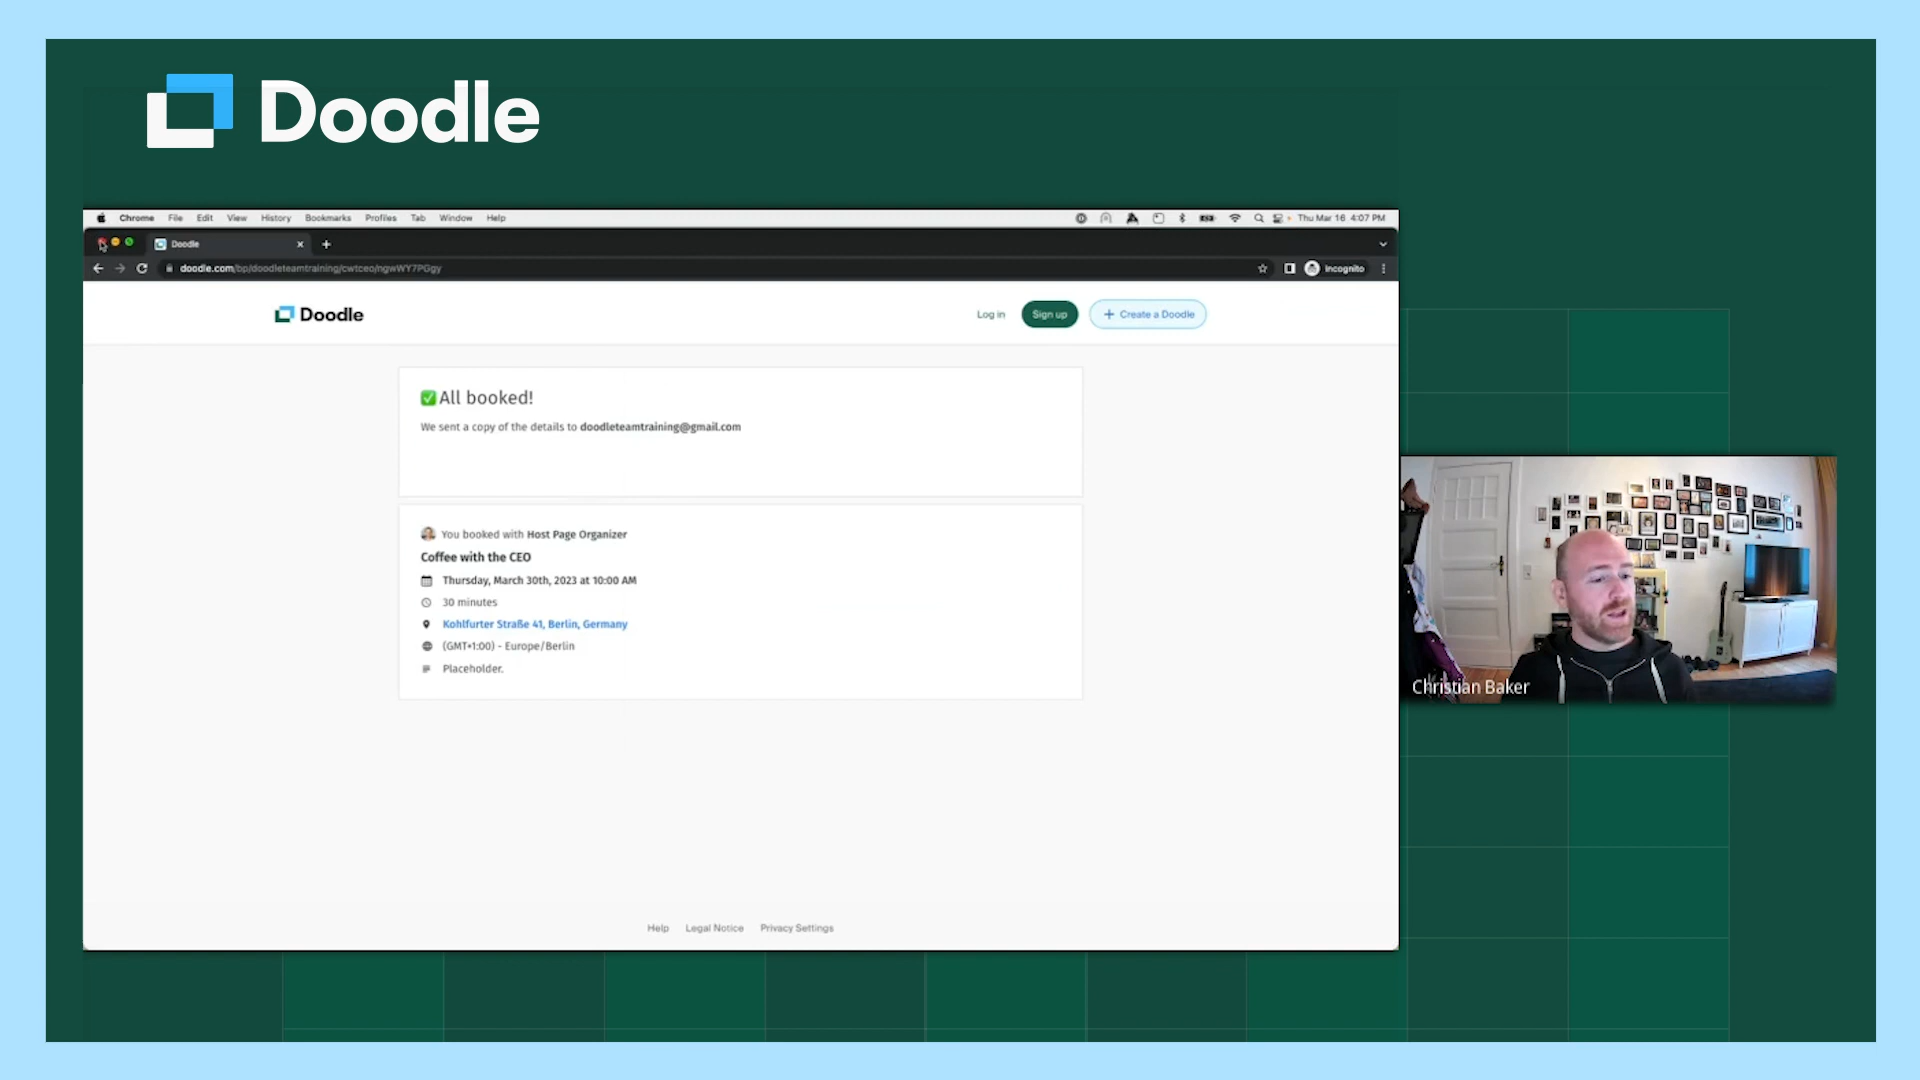 Doodle
Chrome File Edit View History Bookmarks Profiles Tab Window Help Thu Mar 16 4:07 PM
Doodle
doodle.com/bp/doodleteamtraining/cwtceo/ngwWY7PGgy Incognito
Doodle Log in Sign up + Create a Doodle
All booked!
We sent a copy of the details to doodleteamtraining@gmail.com
You booked with Host Page Organizer
Coffee with the CEO
Thursday, March 30th, 2023 at 10:00 AM
30 minutes
Kohlfurter Straße 41, Berlin, Germany
(GMT+1:00) - Europe/Berlin
Placeholder.
Christian Baker
Help Legal Notice Privacy Settings